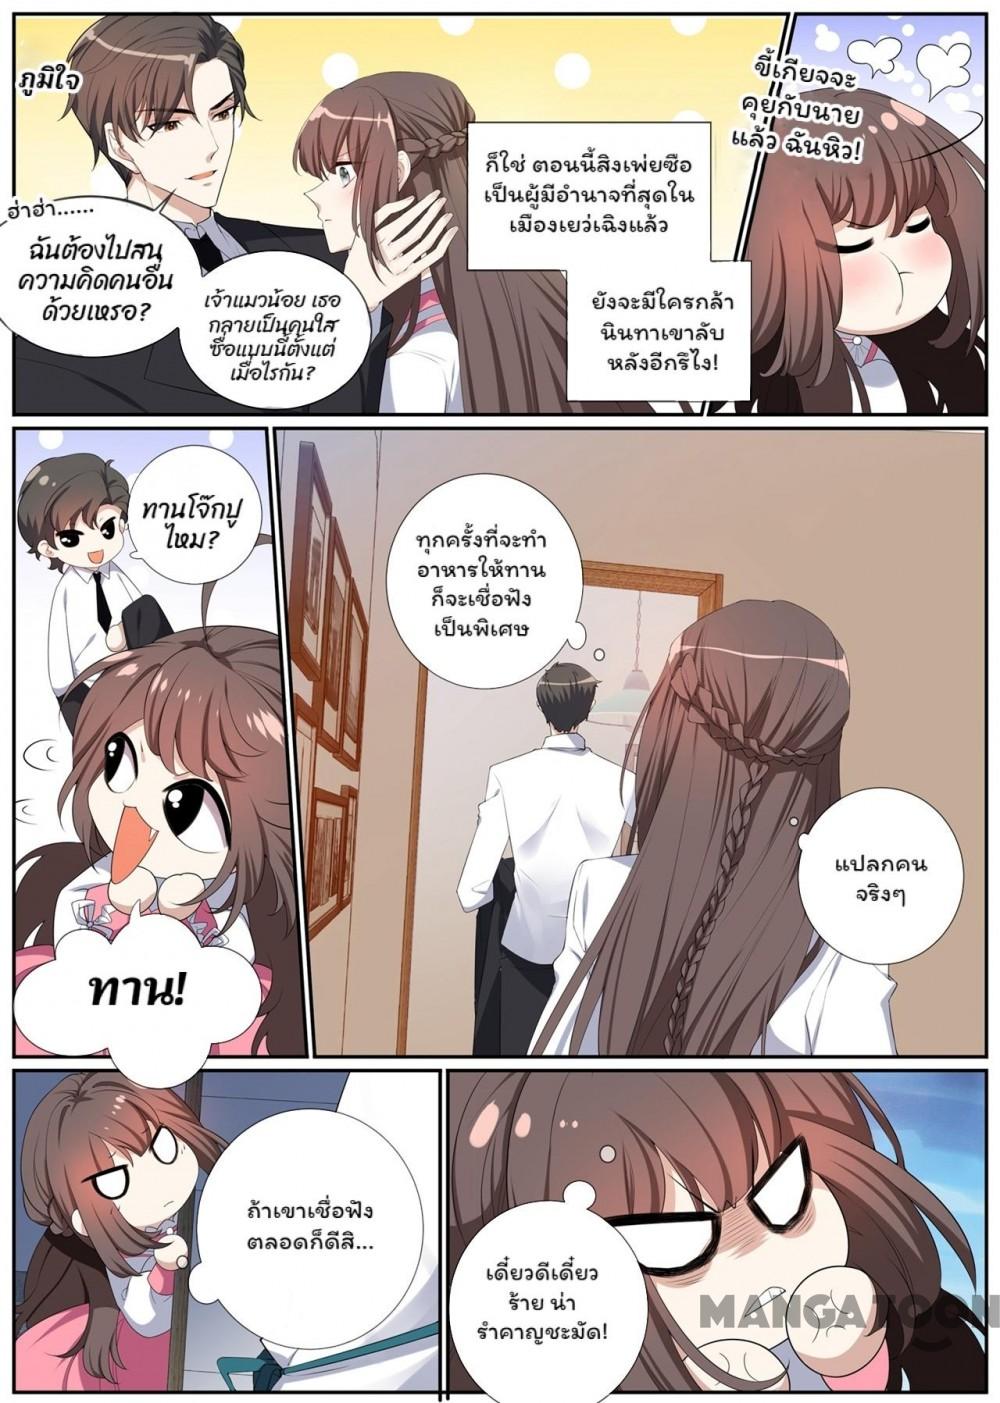 ภูมิใจ
ฮ่าฮ่า......
ฉันต้องไปสน
ความคิดคนอื่น
ด้วยเหรอ?
เจ้าแมวน้อย เธอ
กลายเป็นคนใส
ซื่อแบบนี้ตั้งแต่
เมื่อไรกัน?
ก็ใช่ ตอนนี้สิงเพ่ยซือ
เป็นผู้มีอำนาจที่สุดใน
เมืองเยว่เฉิงแล้ว
ยังจะมีใครกล้า
นินทาเขาลับ
หลังอีกรึไง!
ขี้เกียจจะ
คุยกับนาย
แล้ว ฉันหิว!
ทานโจ๊กปู
ไหม?
ทาน!
ทุกครั้งที่จะทำ
อาหารให้ทาน
ก็จะเชื่อฟัง
เป็นพิเศษ
แปลกคน
จริงๆ
ถ้าเขาเชื่อฟัง
ตลอดก็ดีสิ...
เดี๋ยวดีเดี๋ยว
ร้าย น่า
รำคาญชะมัด!
MANGATOON